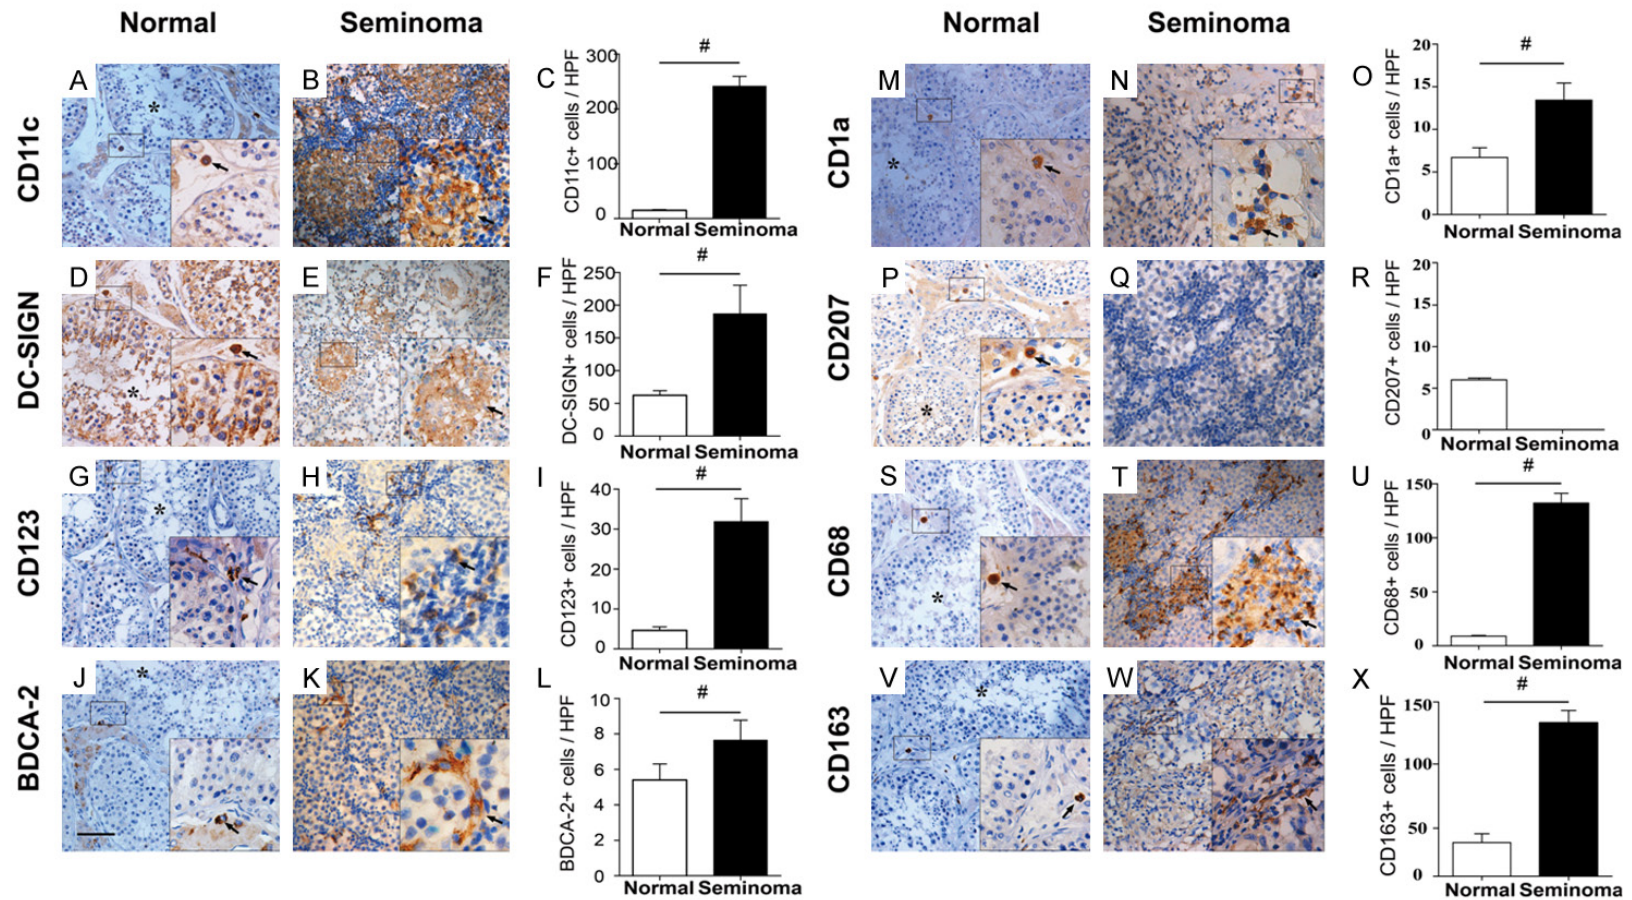 Normal Seminoma Normal Seminoma
CD11c
A *
B
C
#
CD11c+ cells / HPF
300
200
100
0
Normal Seminoma
CD1a
M *
N
O
#
CD1a+ cells / HPF
20
15
10
5
0
Normal Seminoma
DC-SIGN
D *
E
F
#
DC-SIGN+ cells / HPF
250
200
150
100
50
0
Normal Seminoma
CD207
P *
Q
R
CD207+ cells / HPF
20
15
10
5
0
Normal Seminoma
CD123
G *
H
I
#
CD123+ cells / HPF
40
30
20
10
0
Normal Seminoma
CD68
S *
T
U
#
CD68+ cells / HPF
150
100
50
0
Normal Seminoma
BDCA-2
J *
K
L
#
BDCA-2+ cells / HPF
10
8
6
4
2
0
Normal Seminoma
CD163
V *
W
X
#
CD163+ cells / HPF
150
100
50
0
Normal Seminoma